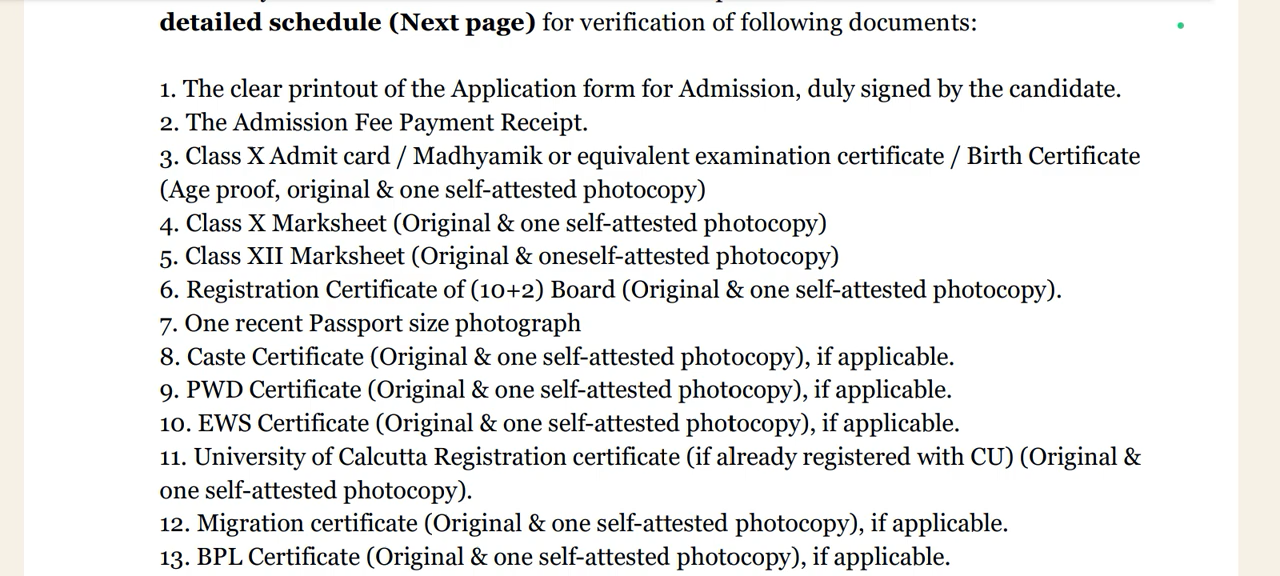 detailed schedule (Next page) for verification of following documents:
1. The clear printout of the Application form for Admission, duly signed by the candidate.
2. The Admission Fee Payment Receipt.
3. Class X Admit card / Madhyamik or equivalent examination certificate / Birth Certificate
(Age proof, original & one self-attested photocopy)
4. Class X Marksheet (Original & one self-attested photocopy)
5. Class XII Marksheet (Original & oneself-attested photocopy)
6. Registration Certificate of (10+2) Board (Original & one self-attested photocopy).
7. One recent Passport size photograph
8. Caste Certificate (Original & one self-attested photocopy), if applicable.
9. PWD Certificate (Original & one self-attested photocopy), if applicable.
10. EWS Certificate (Original & one self-attested photocopy), if applicable.
11. University of Calcutta Registration certificate (if already registered with CU) (Original &
one self-attested photocopy).
12. Migration certificate (Original & one self-attested photocopy), if applicable.
13. BPL Certificate (Original & one self-attested photocopy), if applicable.